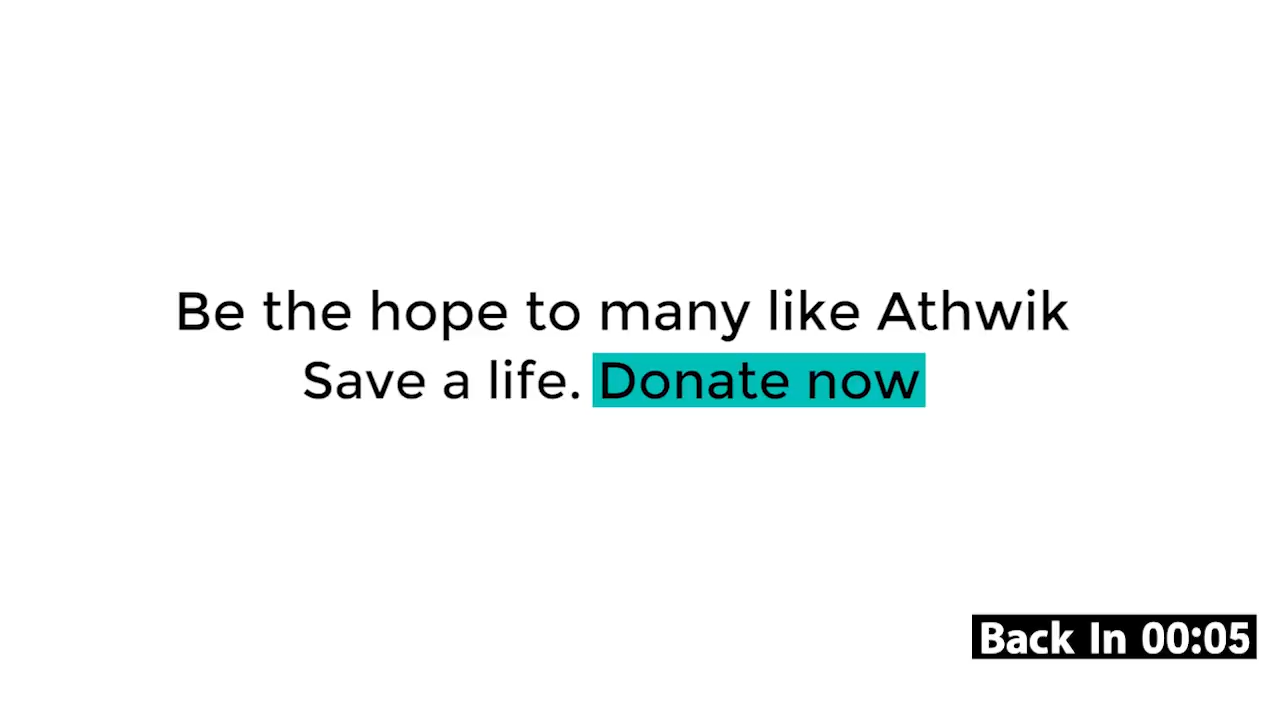 Be the hope to many like Athwik
Save a life. Donate now
Back In 00:05